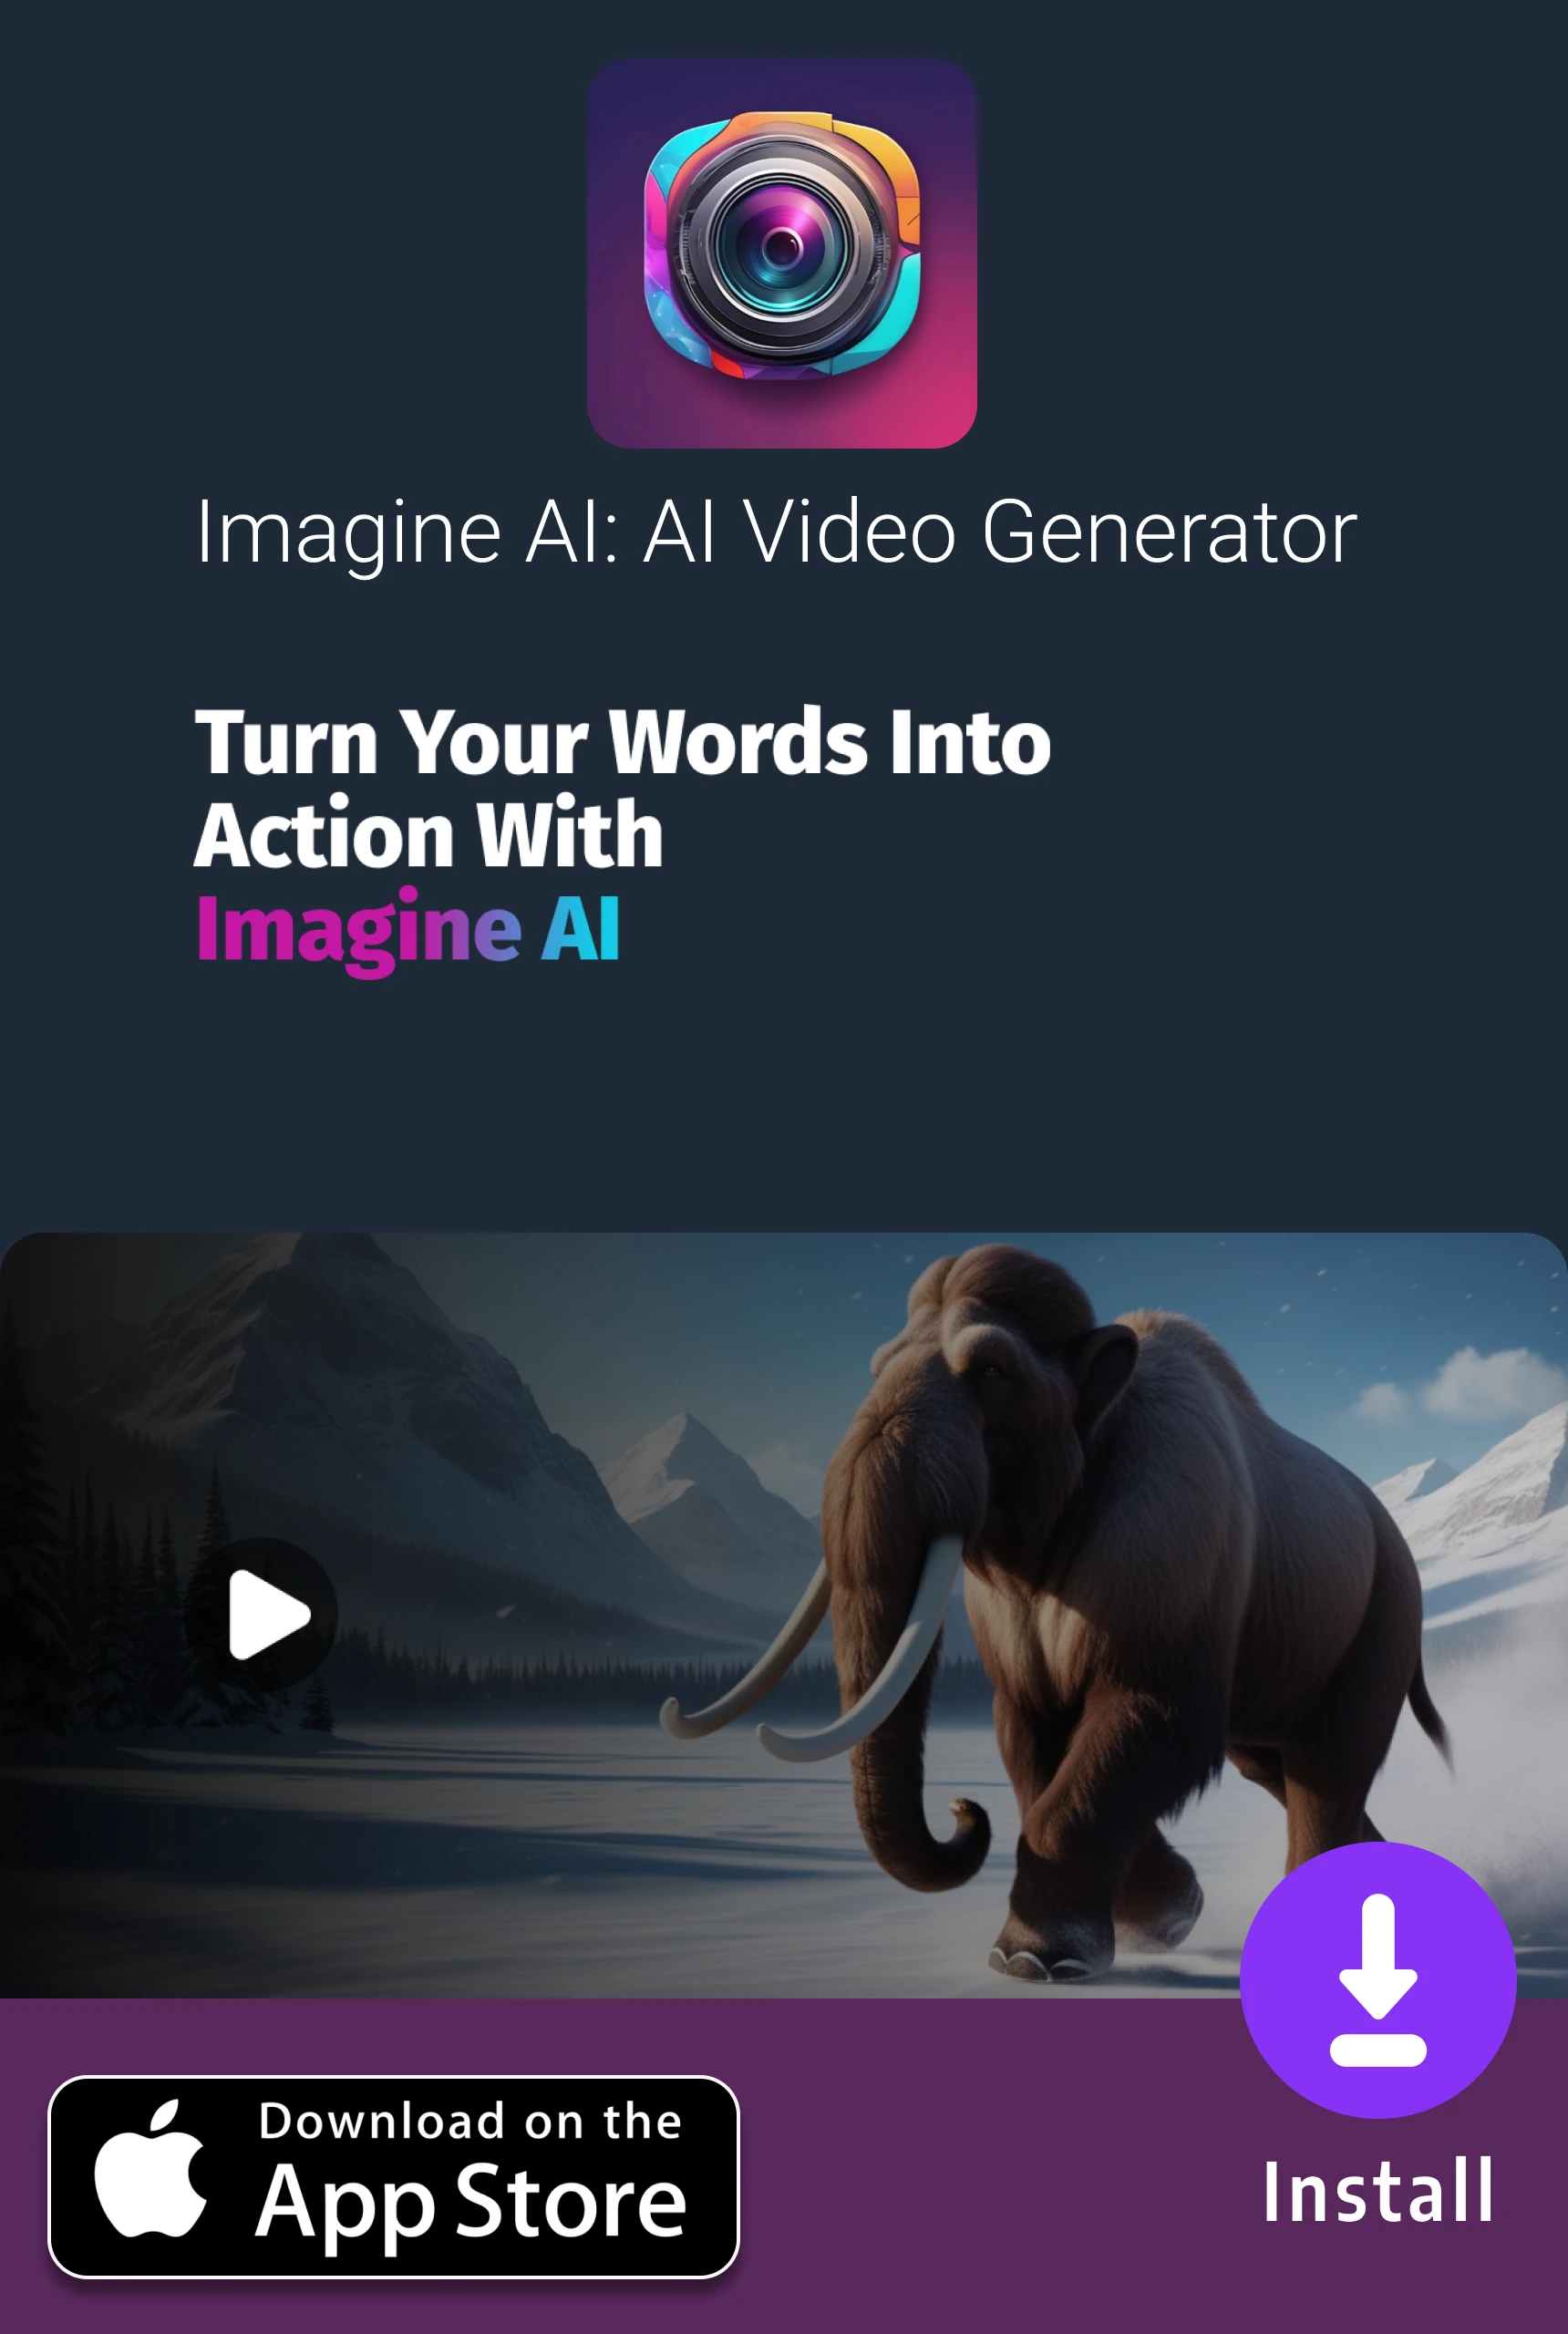 Imagine AI: AI Video Generator
Turn Your Words Into
Action With
Imagine AI
Download on the
App Store
Install